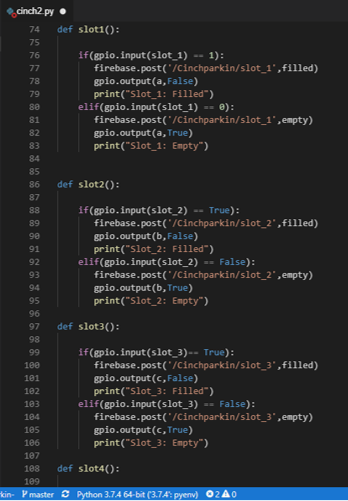 cinch2.py
74 def slot1():
75
76 if(gpio.input(slot_1) == 1):
77 firebase.post('/Cinchparkin/slot_1',filled)
78 gpio.output(a,False)
79 print("Slot_1: Filled")
80 elif(gpio.input(slot_1) == 0):
81 firebase.post('/Cinchparkin/slot_1',empty)
82 gpio.output(a,True)
83 print("Slot_1: Empty")
84
85
86 def slot2():
87
88 if(gpio.input(slot_2) == True):
89 firebase.post('/Cinchparkin/slot_2',filled)
90 gpio.output(b,False)
91 print("Slot_2: Filled")
92 elif(gpio.input(slot_2)== False):
93 firebase.post('/Cinchparkin/slot_2',empty)
94 gpio.output(b,True)
95 print("Slot_2: Empty")
96
97 def slot3():
98
99 if(gpio.input(slot_3)== True):
100 firebase.post('/Cinchparkin/slot_3',filled)
101 gpio.output(c,False)
102 print("Slot_3: Filled")
103 elif(gpio.input(slot_3) == False):
104 firebase.post('/Cinchparkin/slot_3',empty)
105 gpio.output(c,True)
106 print("Slot_3: Empty")
107
108 def slot4():
109
rkin- master Python 3.7.4 64-bit ('3.7.4': pyenv) 2 0